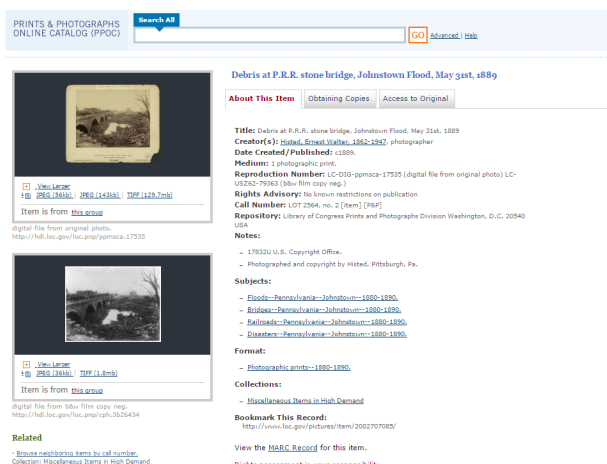 PRINTS & PHOTOGRAPHS
ONLINE CATALOG (PPOC)
Search All
GO Advanced | Help
Debris at P.R.R. stone bridge, Johnstown Flood, May 31st, 1889
About This Item
Obtaining Copies
Access to Original
Title: Debris at P.R.R. stone bridge, Johnstown Flood, May 31st, 1889
Creator(s): Histed, Ernest Walter, 1862-1947, photographer
Date Created/Published: c1889.
Medium: 1 photographic print.
Reproduction Number: LC-DIG-ppmsca-17535 (digital file from original photo) LC-
USZ62-79363 (b&w film copy neg.)
Rights Advisory: No known restrictions on publication
Call Number: LOT 2564, no. 2 [item] [P&P]
Repository: Library of Congress Prints and Photographs Division Washington, D.C. 20540
USA
Notes:
- 17632U U.S. Copyright Office.
- Photographed and copyright by Histed, Pittsburgh, Pa.
Subjects:
- Floods--Pennsylvania--Johnstown--1880-1890.
- Bridges--Pennsylvania--Johnstown--1880-1890.
- Railroads--Pennsylvania--Johnstown--1880-1890.
- Disasters--Pennsylvania--Johnstown--1880-1890.
Format:
- Photographic prints--1880-1890.
Collections:
- Miscellaneous Items in High Demand
Bookmark This Record:
http://www.loc.gov/pictures/item/2002707085/
View the MARC Record for this item.
Rights assessment is your responsibility.
View Larger
JPEG (56kb) | JPEG (143kb) | TIFF (129.7mb)
Item is from this group
digital file from original photo.
http://hdl.loc.gov/loc.pnp/ppmsca.17535
View Larger
JPEG (36kb) | TIFF (1.8mb)
Item is from this group
digital file from b&w film copy neg.
http://hdl.loc.gov/loc.pnp/cph.3b26434
Related
- Browse neighboring items by call number.
Collection: Miscellaneous Items in High Demand